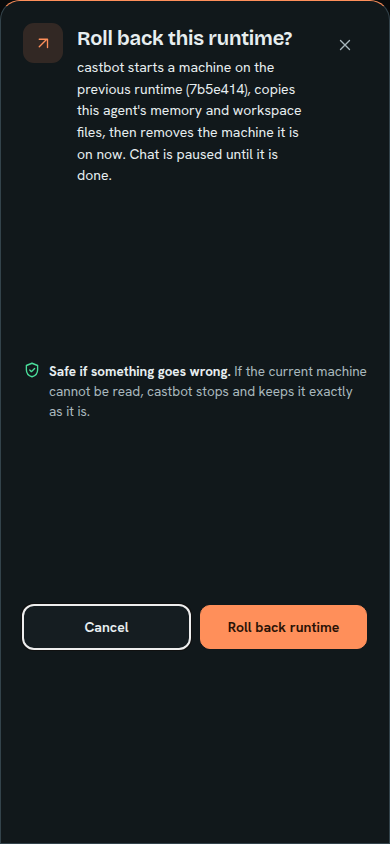 Roll back this runtime?
castbot starts a machine on the
previous runtime (7b5e414), copies
this agent's memory and workspace
files, then removes the machine it is
on now. Chat is paused until it is
done.
Safe if something goes wrong. If the current machine
cannot be read, castbot stops and keeps it exactly
as it is.
Cancel
Roll back runtime